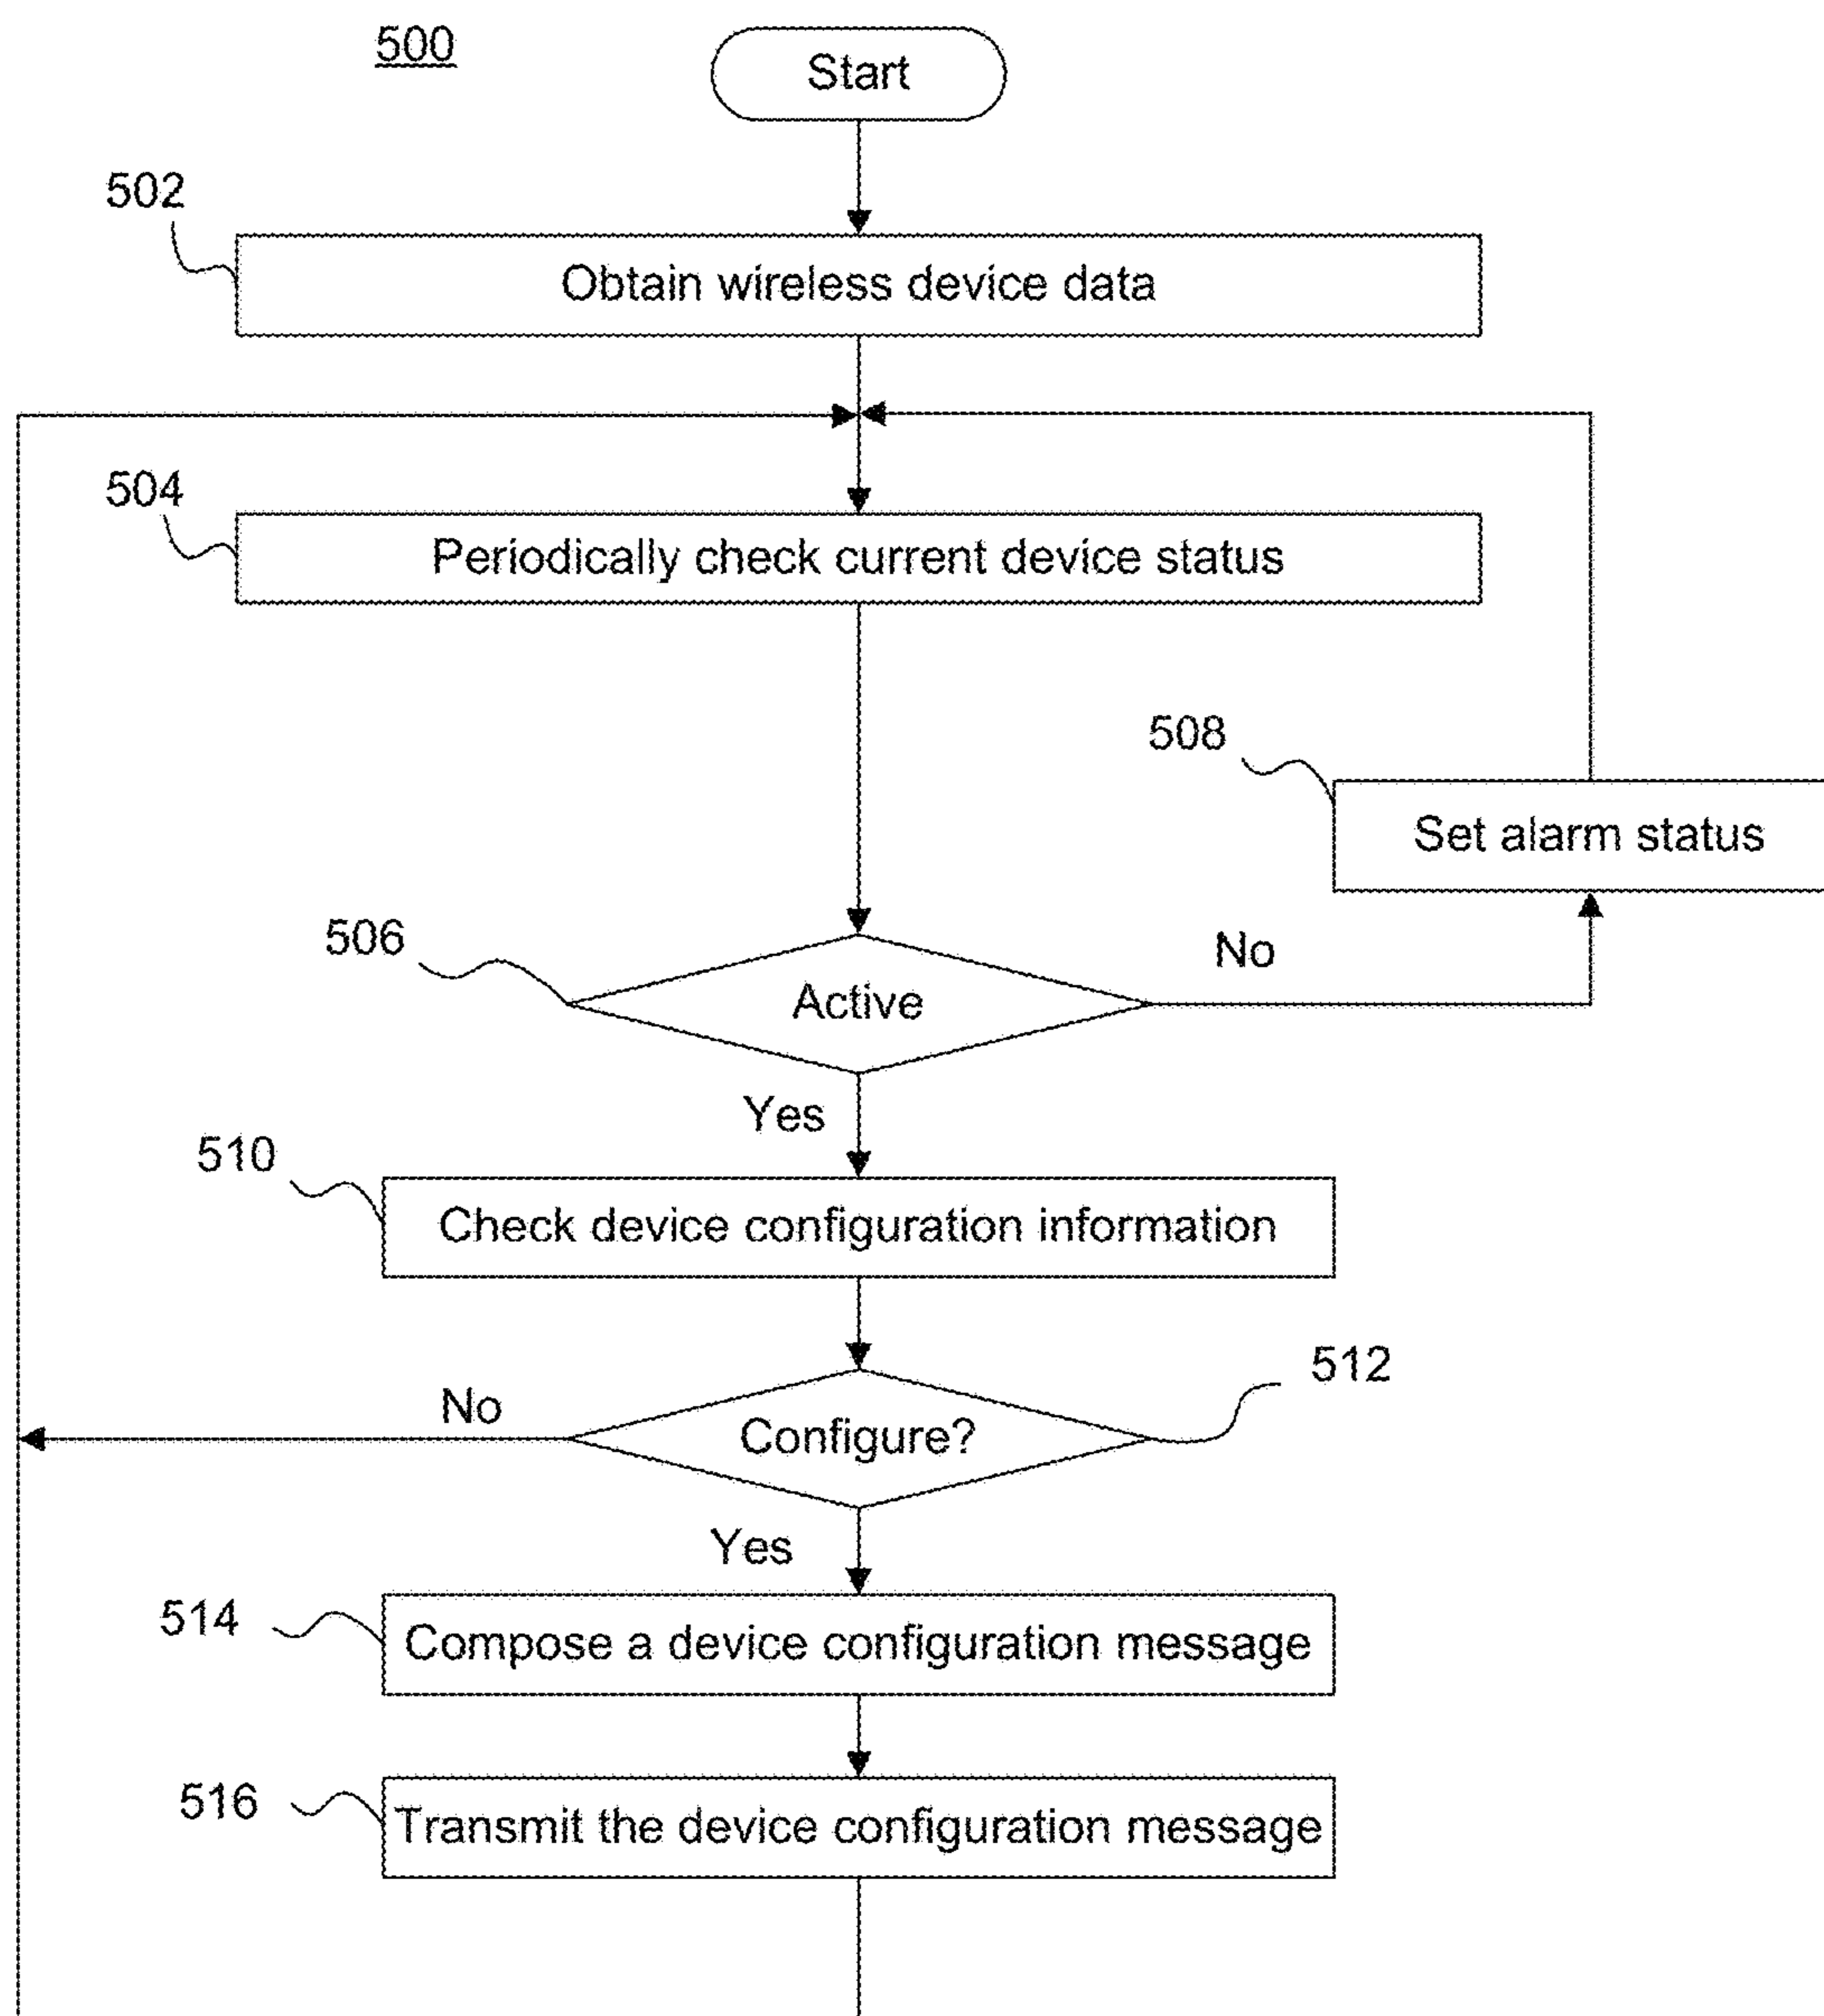 500
Start
502
Obtain wireless device data
504
Periodically check current device status
508
Set alarm status
506
Active
No
Yes
510
Check device configuration information
512
No
Configure?
Yes
514
Compose a device configuration message
516
Transmit the device configuration message